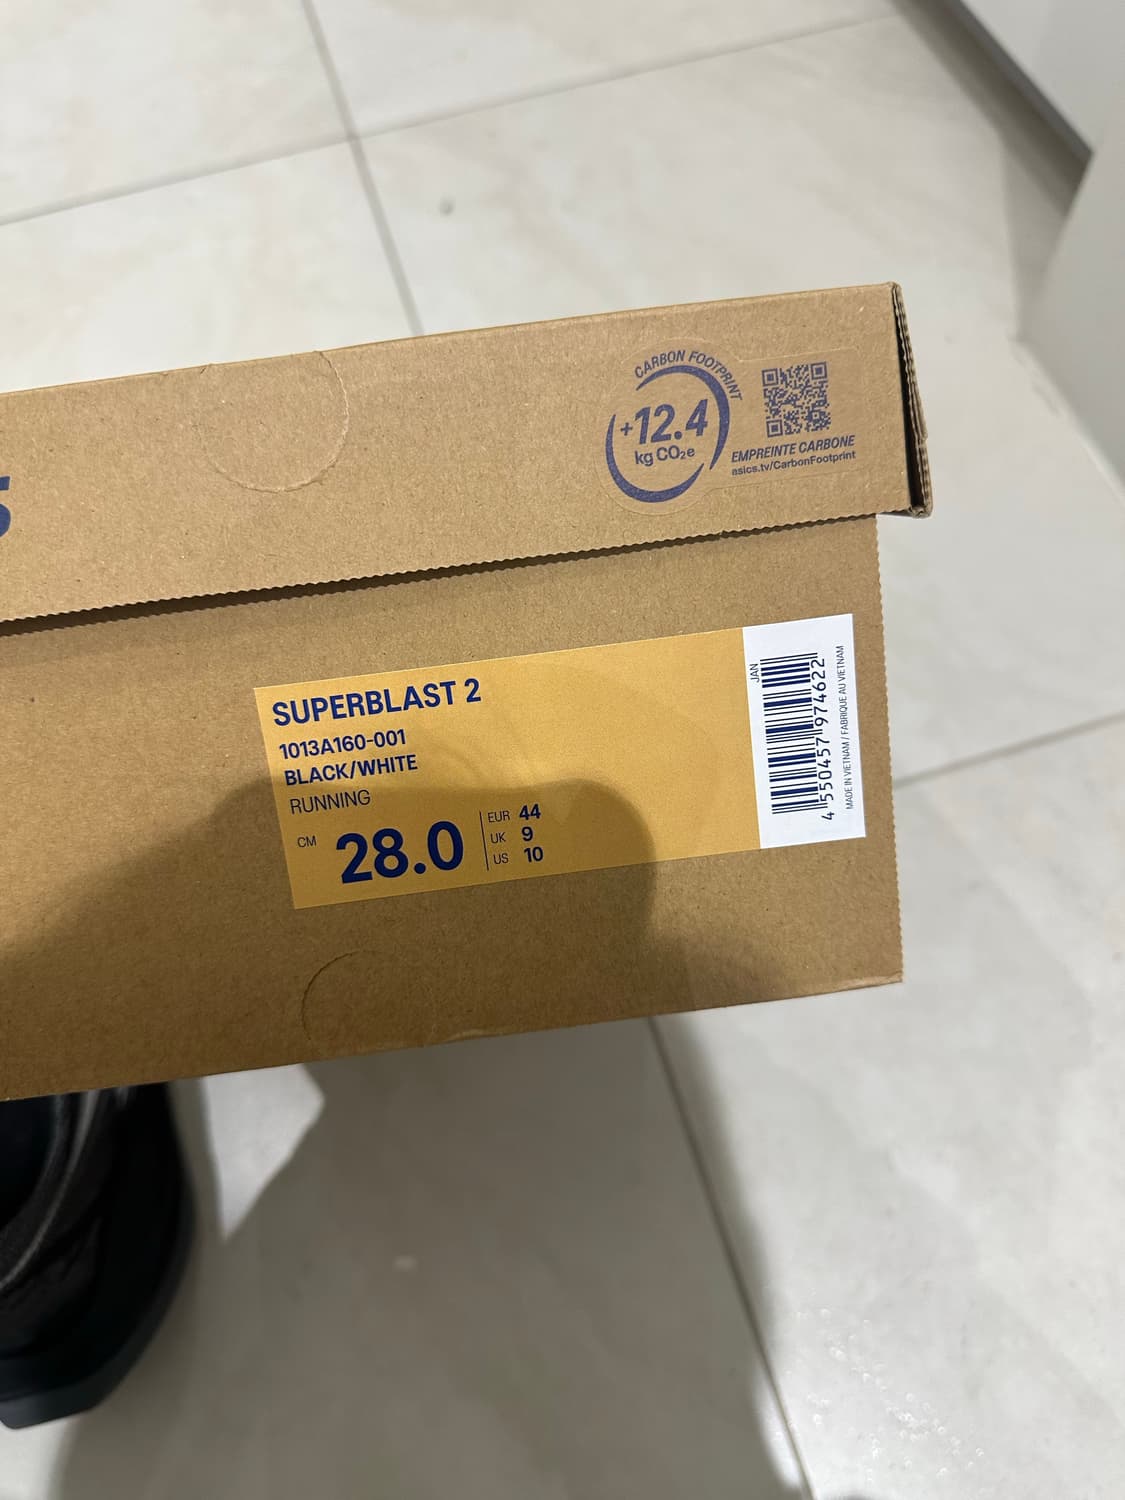 CARBON FOOTPRINT
+12.4
kg CO₂e
EMPREINTE CARBONE
asics.tv/CarbonFootprint
SUPERBLAST 2
1013A160-001
BLACK/WHITE
RUNNING
CM 28.0
EUR 44
UK 9
US 10
JAN
4 550457 974622
MADE IN VIETNAM / FABRIQUE AU VIETNAM